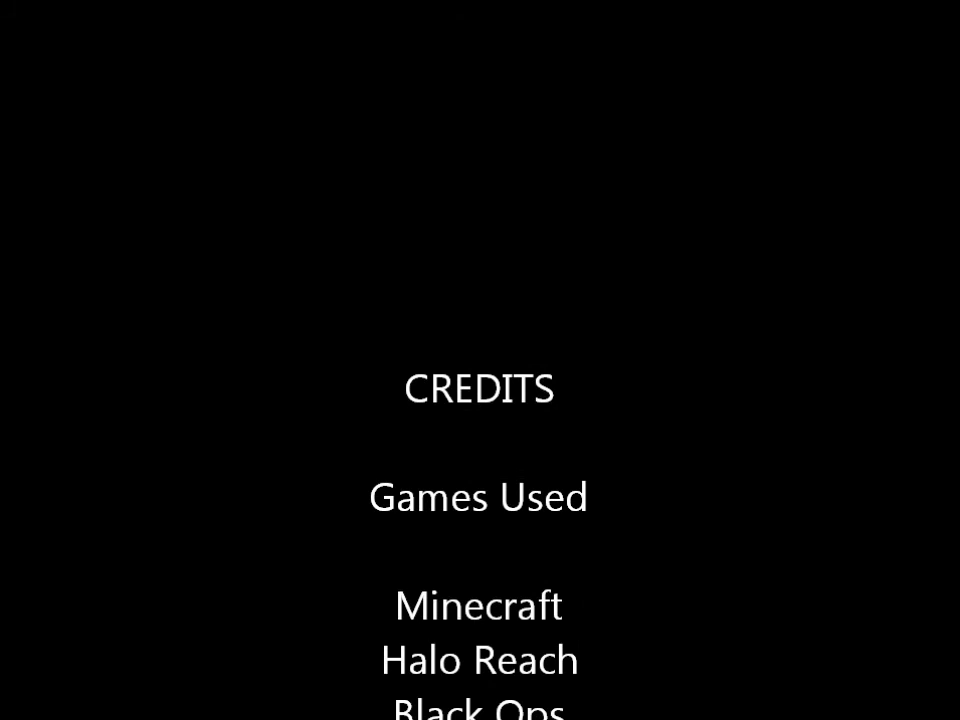 CREDITS
Games Used
Minecraft
Halo Reach
Black Ops